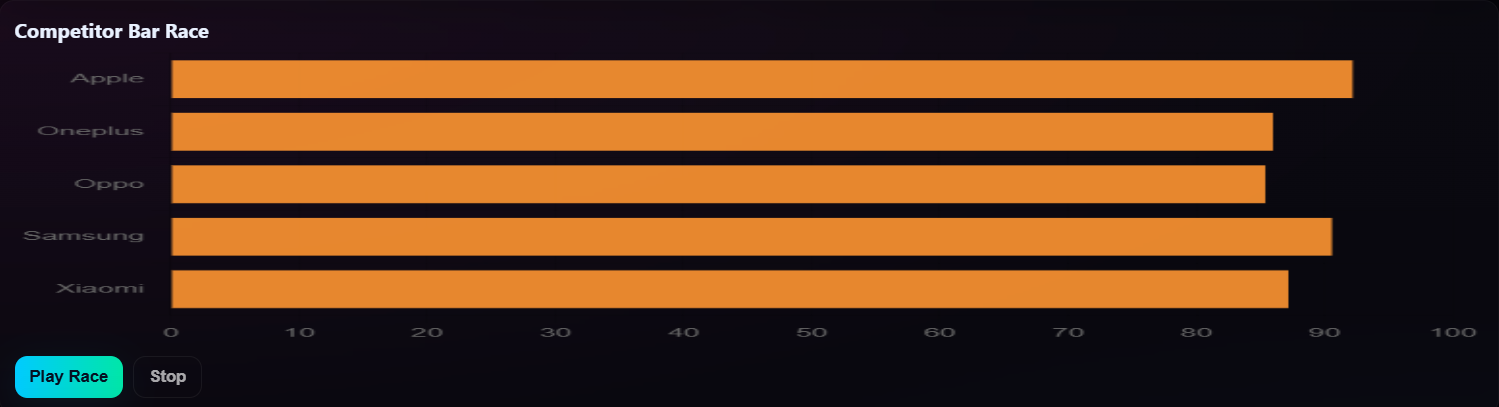 Competitor Bar Race
Apple
Oneplus
Oppo
Samsung
Xiaomi
0 10 20 30 40 50 60 70 80 90 100
Play Race Stop